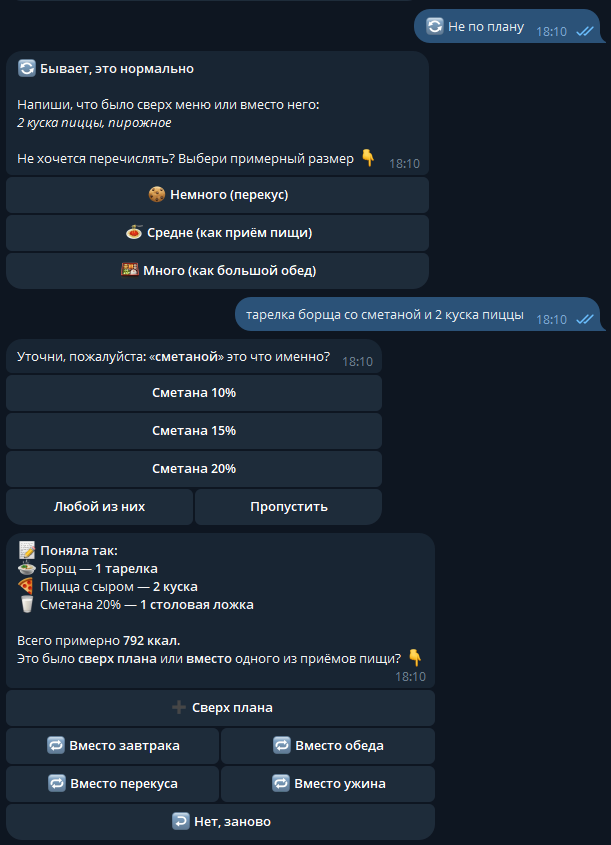 Не по плану 18:10
Бывает, это нормально
Напиши, что было сверх меню или вместо него:
2 куска пиццы, пирожное
Не хочется перечислять? Выбери примерный размер 18:10
Немного (перекус)
Средне (как приём пищи)
Много (как большой обед)
тарелка борща со сметаной и 2 куска пиццы 18:10
Уточни, пожалуйста: «сметаной» это что именно? 18:10
Сметана 10%
Сметана 15%
Сметана 20%
Любой из них Пропустить
Поняла так:
Борщ — 1 тарелка
Пицца с сыром — 2 куска
Сметана 20% — 1 столовая ложка
Всего примерно 792 ккал.
Это было сверх плана или вместо одного из приёмов пищи?
18:10
Сверх плана
Вместо завтрака Вместо обеда
Вместо перекуса Вместо ужина
Нет, заново